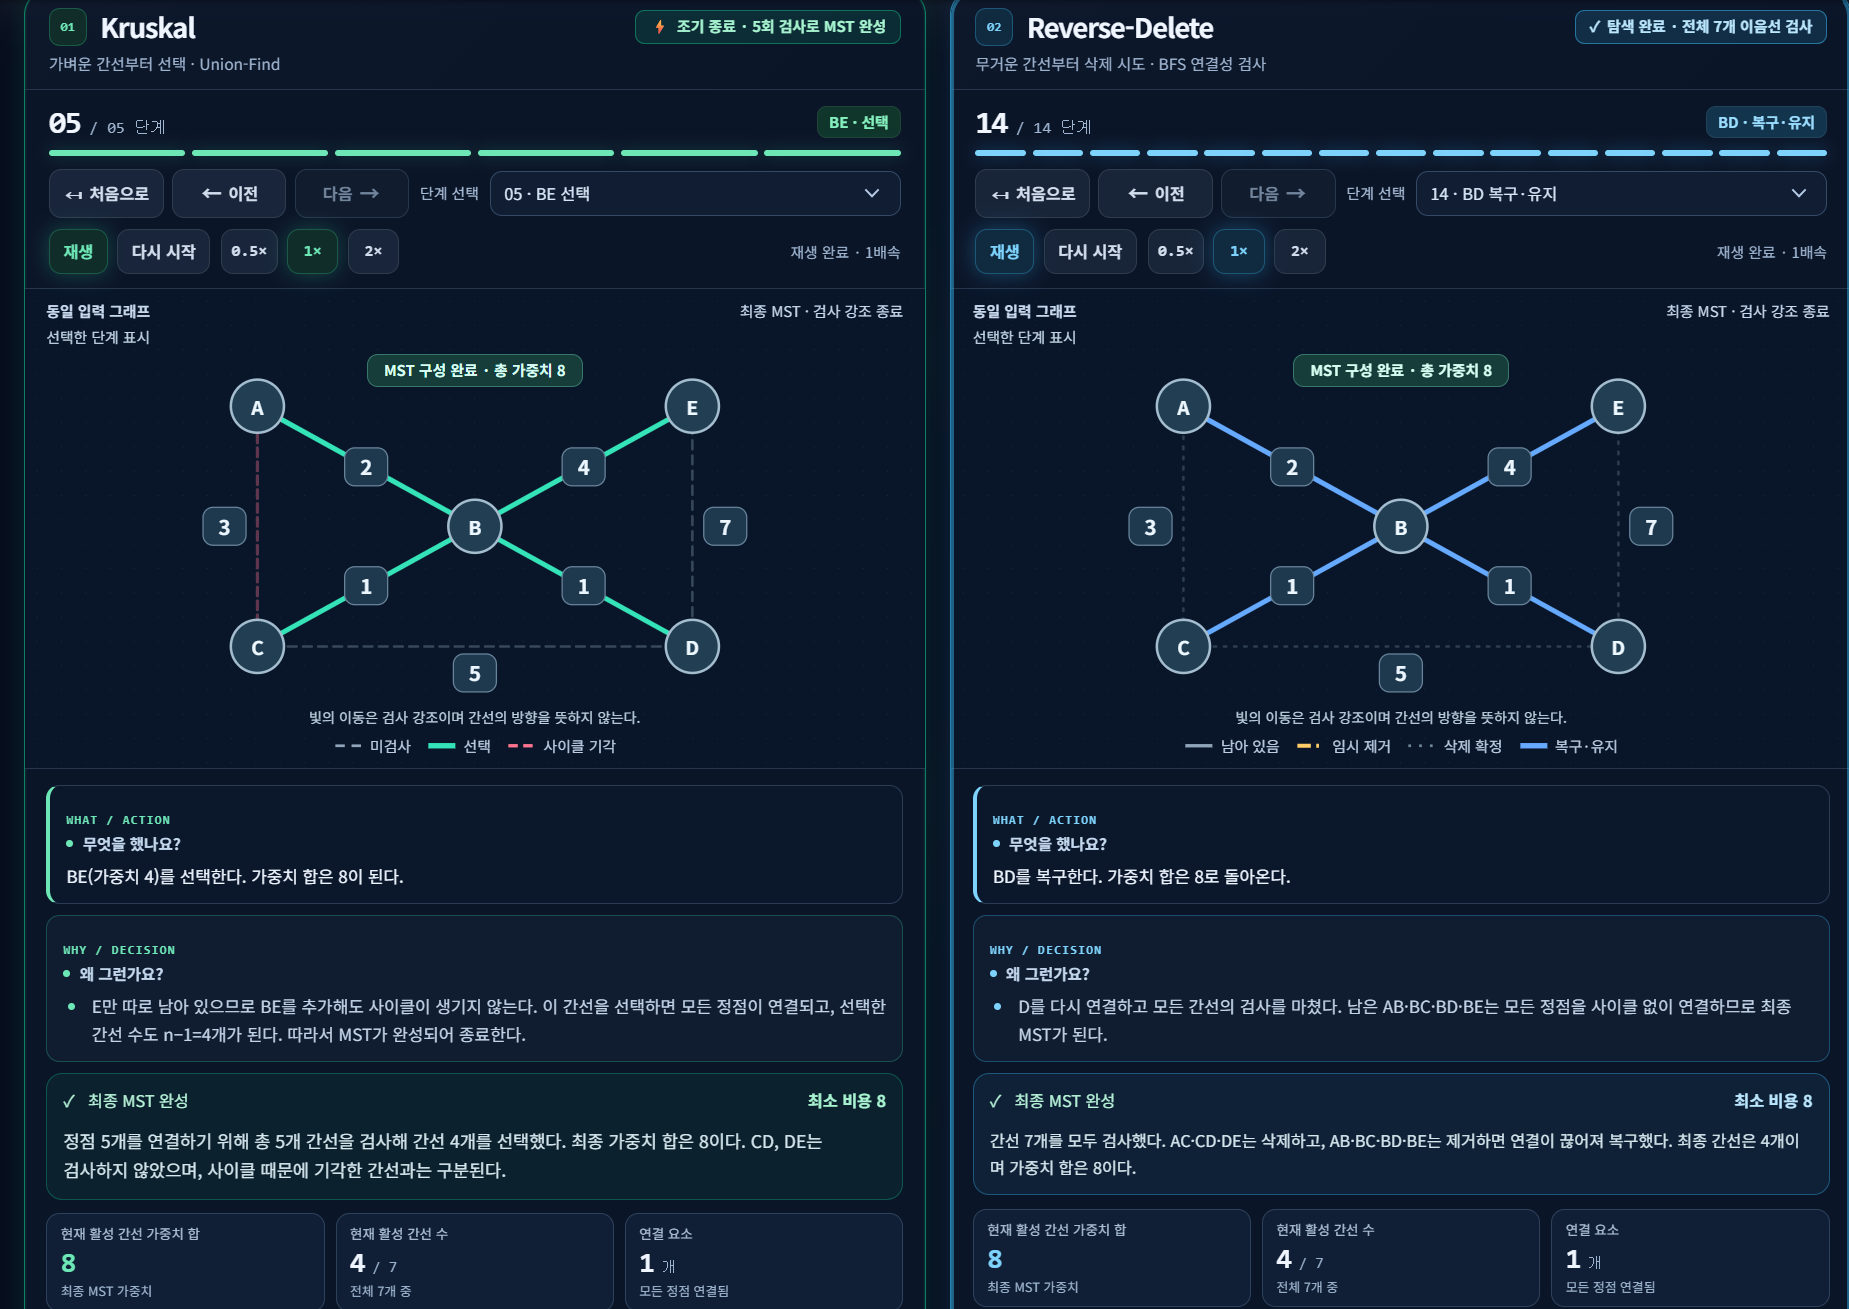 01 Kruskal ⚡ 조기 종료 · 5회 검사로 MST 완성
가벼운 간선부터 선택 · Union-Find
05 / 05 단계 BE · 선택
↤ 처음으로 ← 이전 다음 → 단계 선택 05 · BE 선택
재생 다시 시작 0.5× 1× 2× 재생 완료 · 1배속
동일 입력 그래프 최종 MST · 검사 강조 종료
선택한 단계 표시
MST 구성 완료 · 총 가중치 8
A E
2 4
3 B 7
1 1
C D
5
빛의 이동은 검사 강조이며 간선의 방향을 뜻하지 않는다.
미검사 선택 사이클 기각
WHAT / ACTION
• 무엇을 했나요?
BE(가중치 4)를 선택한다. 가중치 합은 8이 된다.
WHY / DECISION
• 왜 그런가요?
• E만 따로 남아 있으므로 BE를 추가해도 사이클이 생기지 않는다. 이 간선을 선택하면 모든 정점이 연결되고, 선택한
간선 수도 n−1=4개가 된다. 따라서 MST가 완성되어 종료한다.
✓ 최종 MST 완성 최소 비용 8
정점 5개를 연결하기 위해 총 5개 간선을 검사해 간선 4개를 선택했다. 최종 가중치 합은 8이다. CD, DE는
검사하지 않았으며, 사이클 때문에 기각한 간선과는 구분된다.
현재 활성 간선 가중치 합
8
최종 MST 가중치
현재 활성 간선 수
4 / 7
전체 7개 중
연결 요소
1 개
모든 정점 연결됨
02 Reverse-Delete ✓ 탐색 완료 · 전체 7개 이음선 검사
무거운 간선부터 삭제 시도 · BFS 연결성 검사
14 / 14 단계 BD · 복구·유지
↤ 처음으로 ← 이전 다음 → 단계 선택 14 · BD 복구·유지
재생 다시 시작 0.5× 1× 2× 재생 완료 · 1배속
동일 입력 그래프 최종 MST · 검사 강조 종료
선택한 단계 표시
MST 구성 완료 · 총 가중치 8
A E
2 4
3 B 7
1 1
C D
5
빛의 이동은 검사 강조이며 간선의 방향을 뜻하지 않는다.
남아 있음 임시 제거 삭제 확정 복구·유지
WHAT / ACTION
• 무엇을 했나요?
BD를 복구한다. 가중치 합은 8로 돌아온다.
WHY / DECISION
• 왜 그런가요?
• D를 다시 연결하고 모든 간선의 검사를 마쳤다. 남은 AB·BC·BD·BE는 모든 정점을 사이클 없이 연결하므로 최종
MST가 된다.
✓ 최종 MST 완성 최소 비용 8
간선 7개를 모두 검사했다. AC·CD·DE는 삭제하고, AB·BC·BD·BE는 제거하면 연결이 끊어져 복구했다. 최종 간선은 4개이
며 가중치 합은 8이다.
현재 활성 간선 가중치 합
8
최종 MST 가중치
현재 활성 간선 수
4 / 7
전체 7개 중
연결 요소
1 개
모든 정점 연결됨